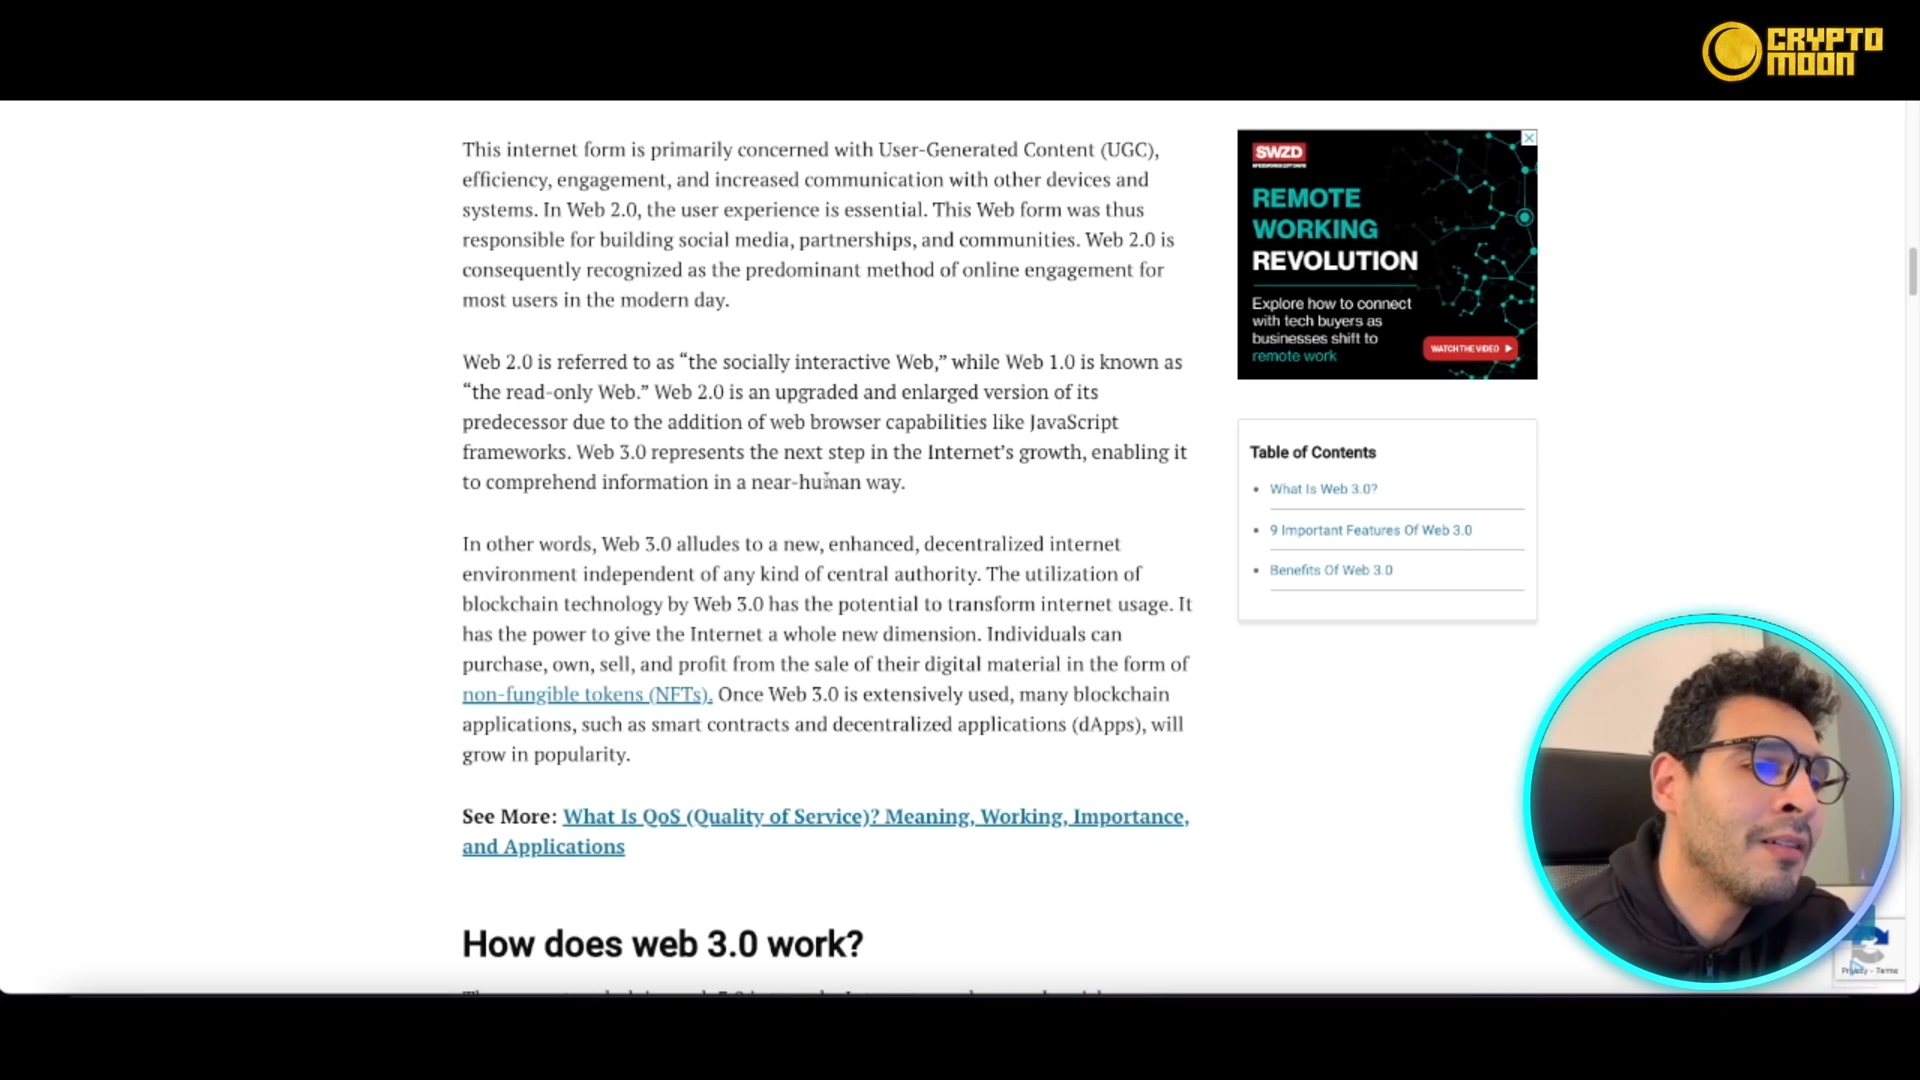 CRYPTO
MOON
This internet form is primarily concerned with User-Generated Content (UGC),
efficiency, engagement, and increased communication with other devices and
systems. In Web 2.0, the user experience is essential. This Web form was thus
responsible for building social media, partnerships, and communities. Web 2.0 is
consequently recognized as the predominant method of online engagement for
most users in the modern day.
Web 2.0 is referred to as “the socially interactive Web,” while Web 1.0 is known as
“the read-only Web.” Web 2.0 is an upgraded and enlarged version of its
predecessor due to the addition of web browser capabilities like JavaScript
frameworks. Web 3.0 represents the next step in the Internet’s growth, enabling it
to comprehend information in a near-human way.
In other words, Web 3.0 alludes to a new, enhanced, decentralized internet
environment independent of any kind of central authority. The utilization of
blockchain technology by Web 3.0 has the potential to transform internet usage. It
has the power to give the Internet a whole new dimension. Individuals can
purchase, own, sell, and profit from the sale of their digital material in the form of
non-fungible tokens (NFTs). Once Web 3.0 is extensively used, many blockchain
applications, such as smart contracts and decentralized applications (dApps), will
grow in popularity.
See More: What Is QoS (Quality of Service)? Meaning, Working, Importance,
and Applications
How does web 3.0 work?
SWZD
REMOTE
WORKING
REVOLUTION
Explore how to connect
with tech buyers as
businesses shift to
remote work
WATCH THE VIDEO
Table of Contents
What Is Web 3.0?
9 Important Features Of Web 3.0
Benefits Of Web 3.0
Privacy - Terms